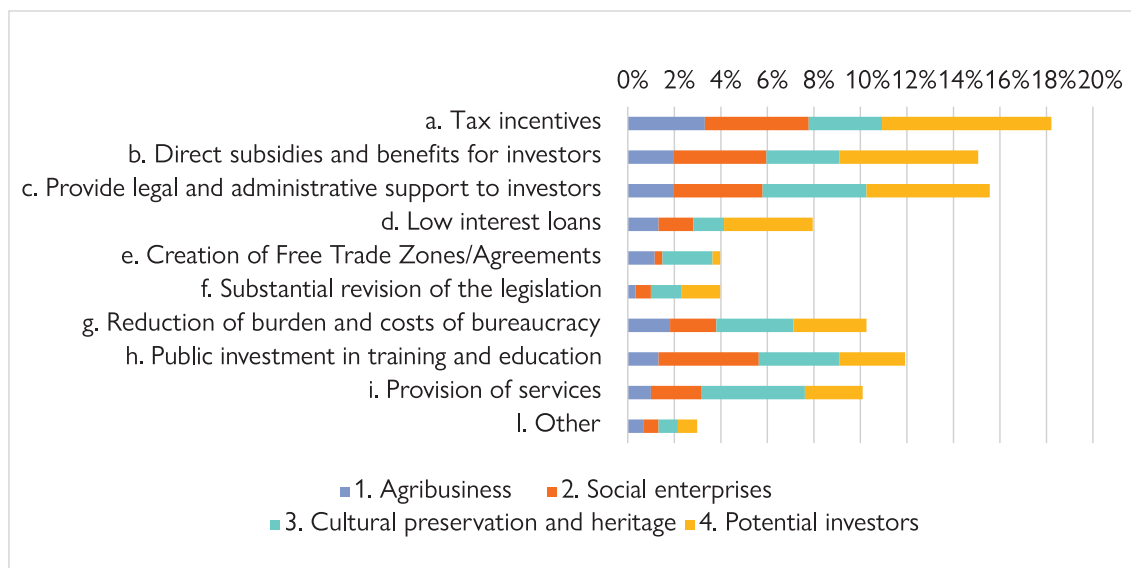 0% 2% 4% 6% 8% 10% 12% 14% 16% 18% 20%
a. Tax incentives
b. Direct subsidies and benefits for investors
c. Provide legal and administrative support to investors
d. Low interest loans
e. Creation of Free Trade Zones/Agreements
f. Substantial revision of the legislation
g. Reduction of burden and costs of bureaucracy
h. Public investment in training and education
i. Provision of services
l. Other
1. Agribusiness 2. Social enterprises
3. Cultural preservation and heritage 4. Potential investors